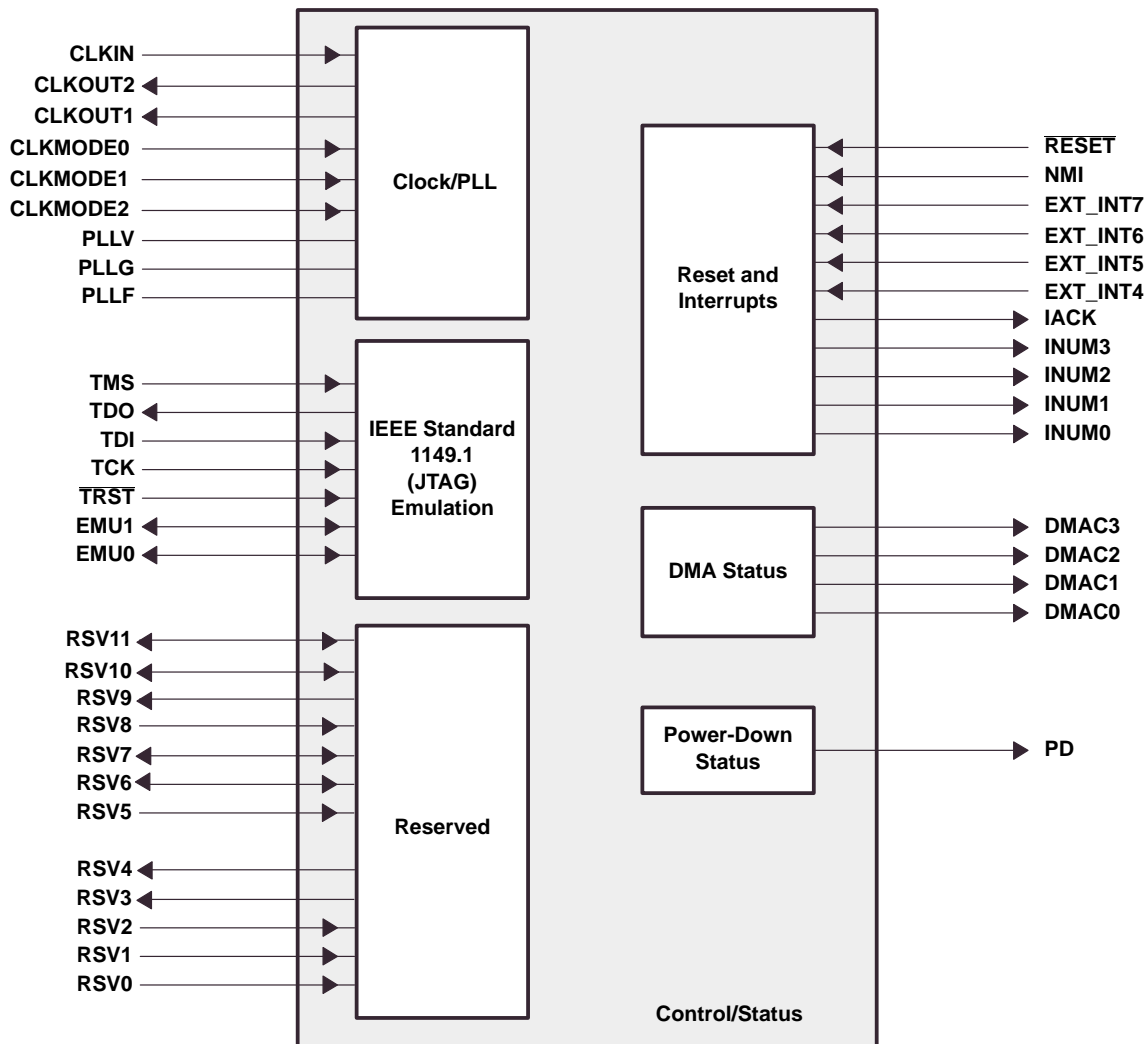 CLKIN
CLKOUT2
CLKOUT1
CLKMODE0
CLKMODE1
CLKMODE2
PLLV
PLLG
PLLF
Clock/PLL
TMS
TDO
TDI
TCK
TRST
EMU1
EMU0
IEEE Standard
1149.1
(JTAG)
Emulation
RSV11
RSV10
RSV9
RSV8
RSV7
RSV6
RSV5
RSV4
RSV3
RSV2
RSV1
RSV0
Reserved
Reset and
Interrupts
RESET
NMI
EXT_INT7
EXT_INT6
EXT_INT5
EXT_INT4
IACK
INUM3
INUM2
INUM1
INUM0
DMA Status
DMAC3
DMAC2
DMAC1
DMAC0
Power-Down
Status
PD
Control/Status